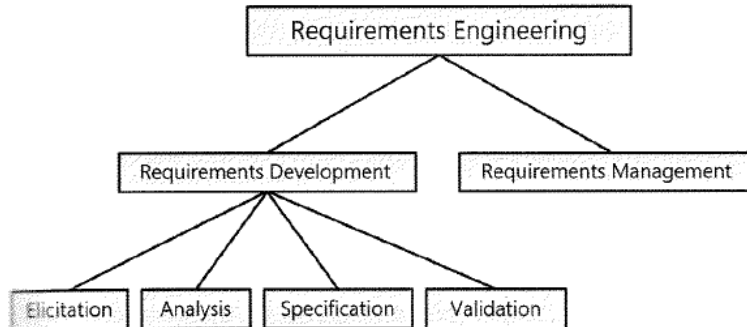 Requirements Engineering
Requirements Development
Requirements Management
Elicitation
Analysis
Specification
Validation